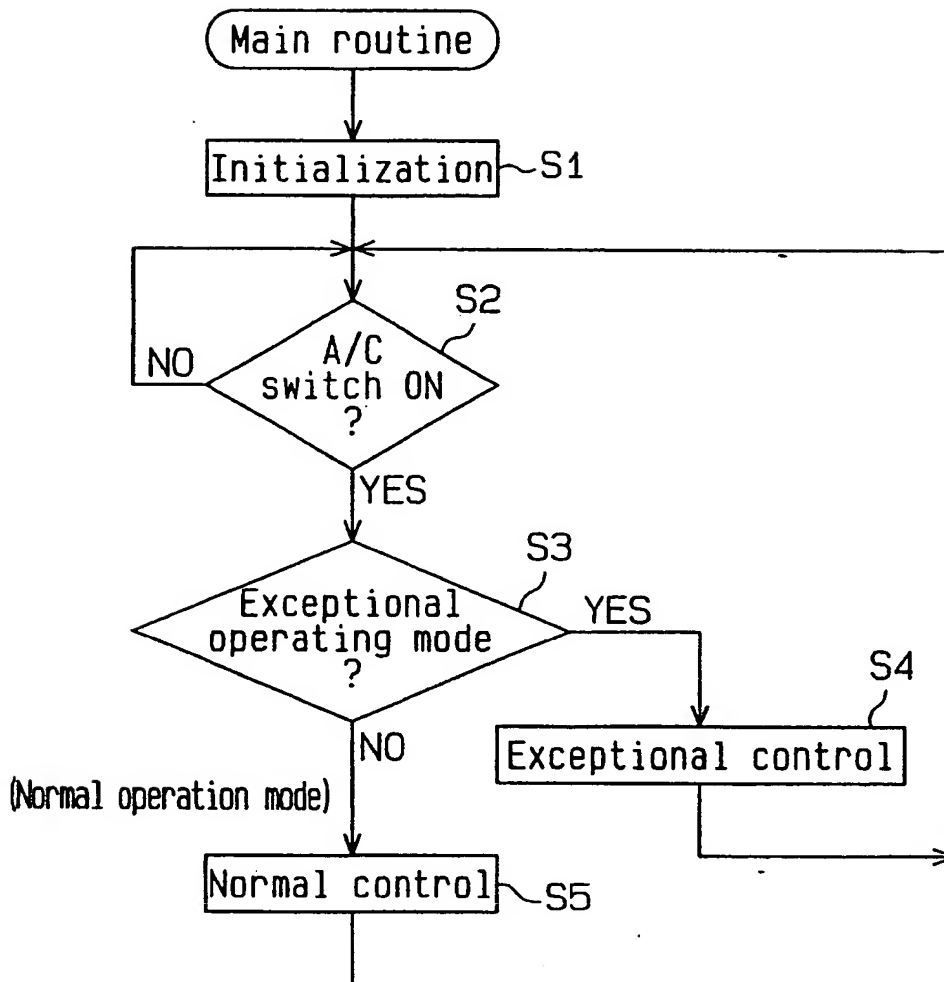 Main routine
Initialization
S1
S2
A/C
switch ON
?
NO
YES
S3
Exceptional
operating mode
?
YES
S4
NO
Exceptional control
(Normal operation mode)
Normal control
S5